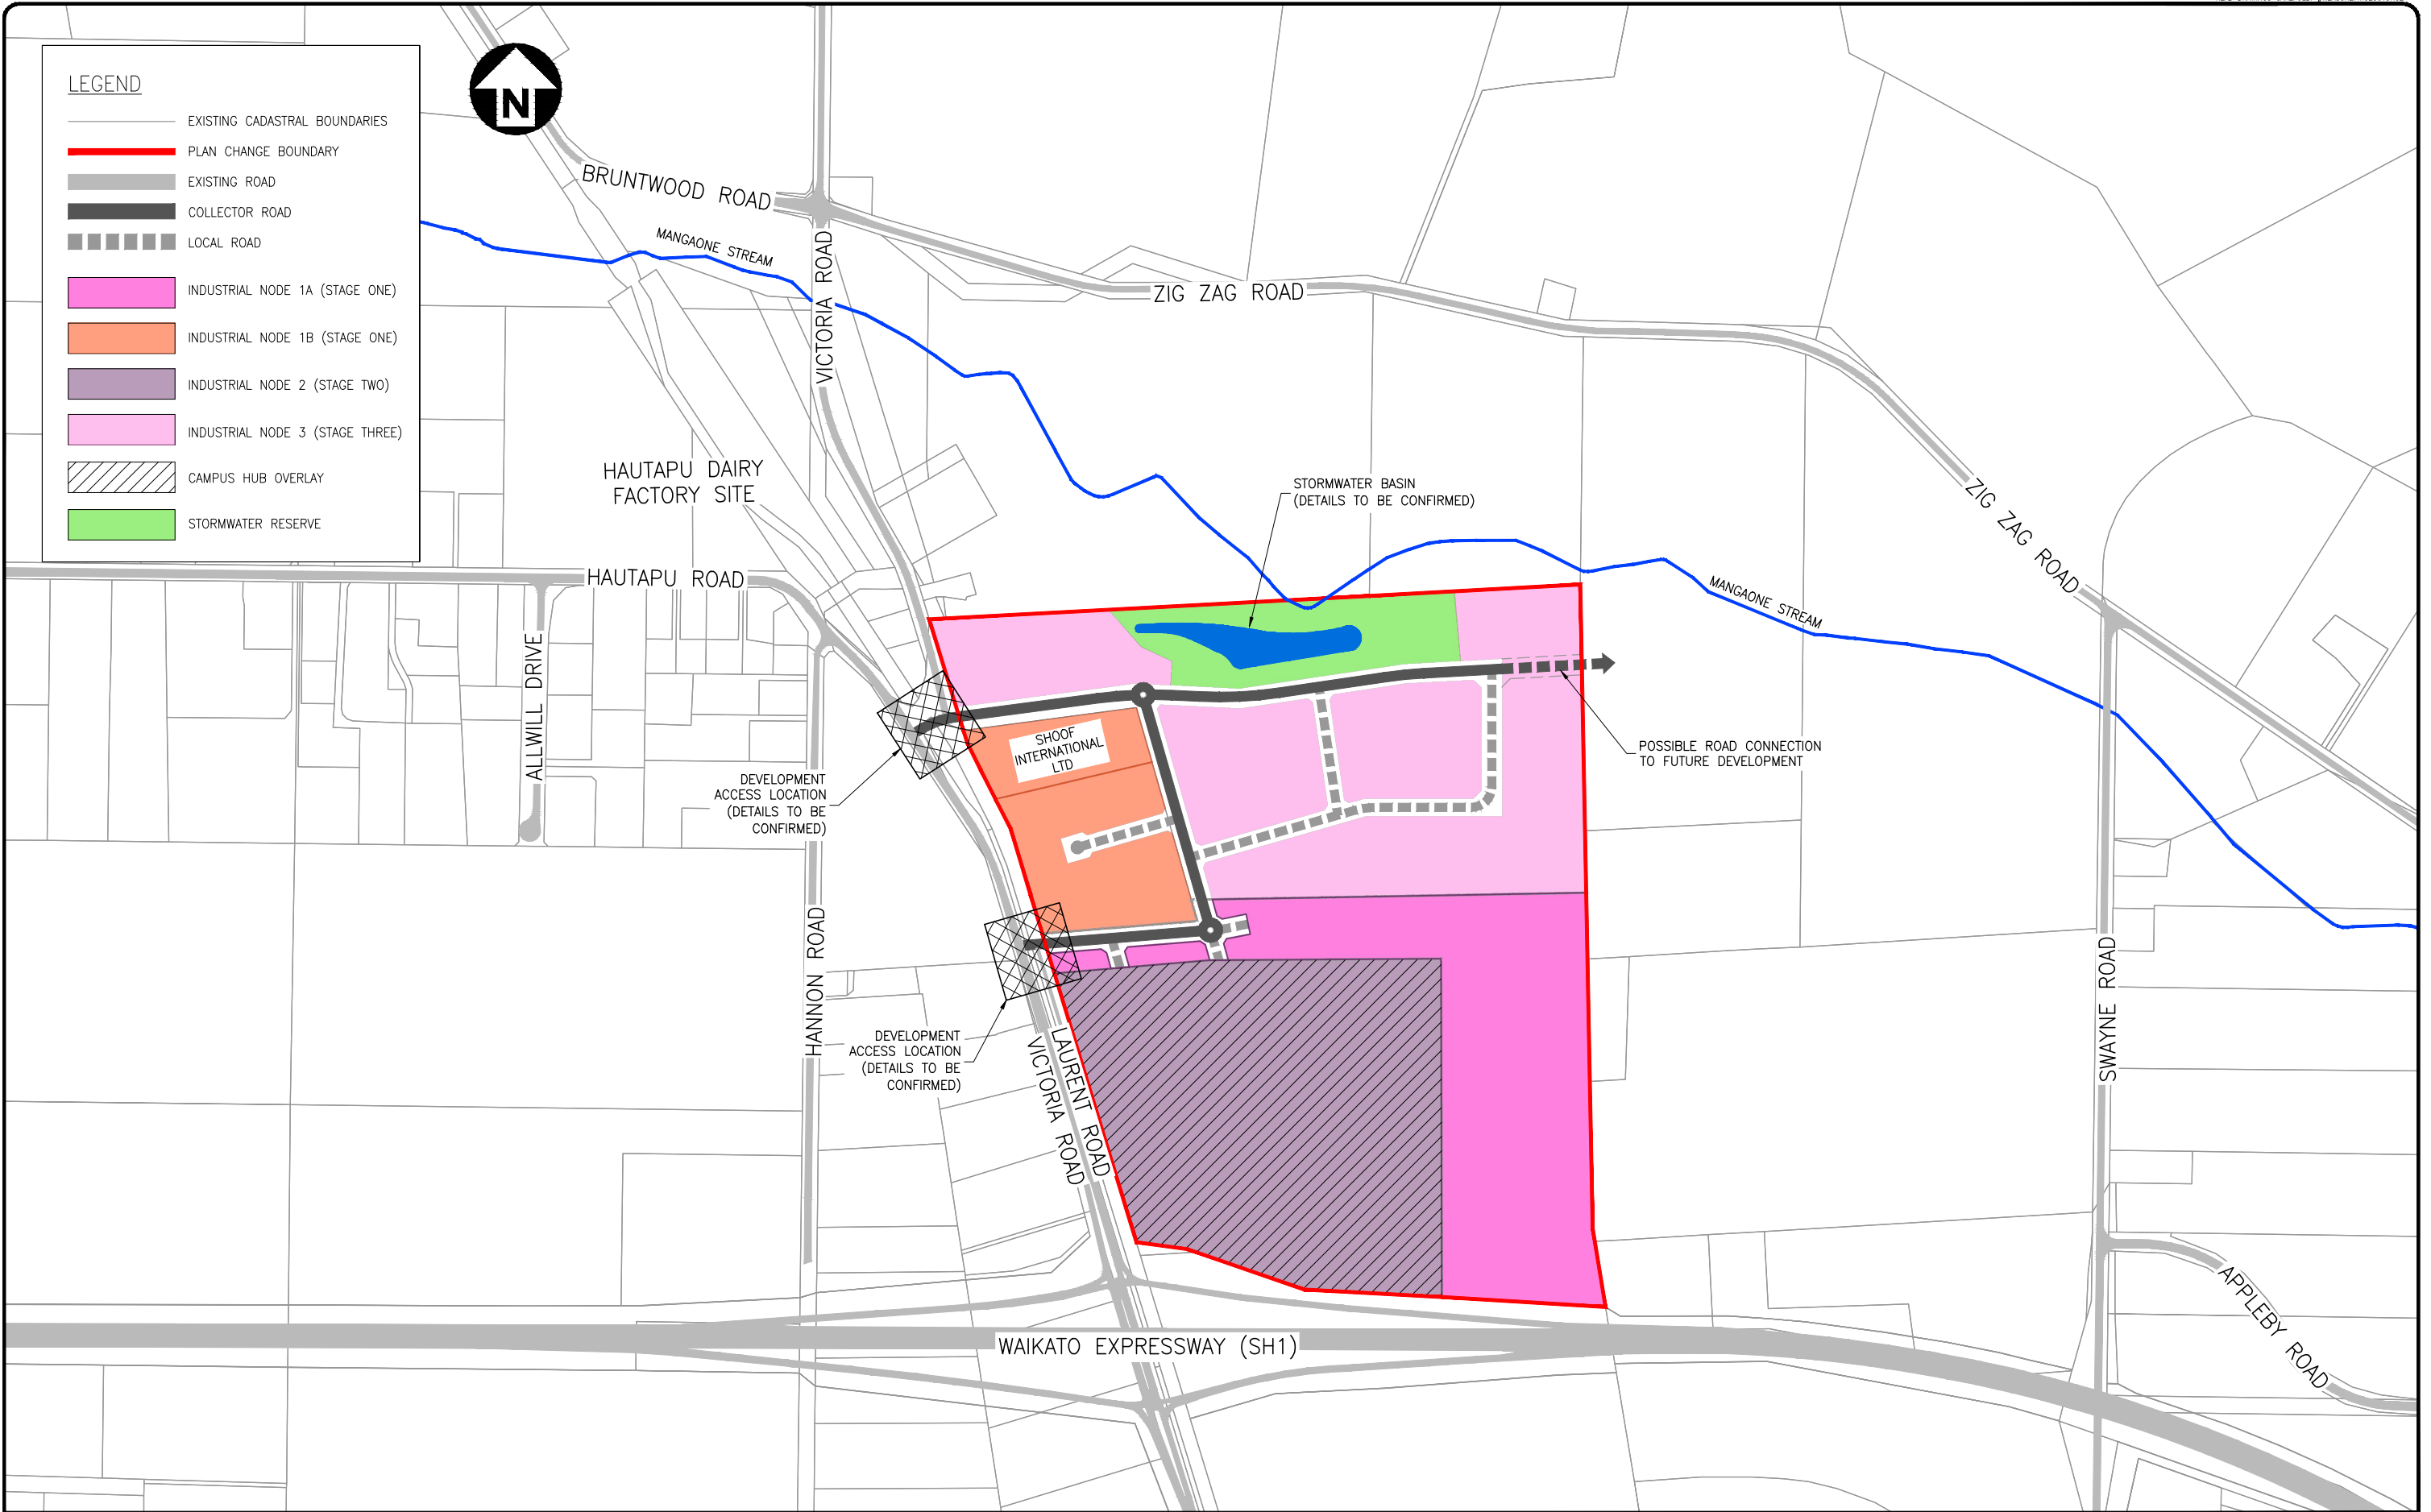 LEGEND
EXISTING CADASTRAL BOUNDARIES
PLAN CHANGE BOUNDARY
EXISTING ROAD
COLLECTOR ROAD
LOCAL ROAD
INDUSTRIAL NODE 1A (STAGE ONE)
INDUSTRIAL NODE 1B (STAGE ONE)
INDUSTRIAL NODE 2 (STAGE TWO)
INDUSTRIAL NODE 3 (STAGE THREE)
CAMPUS HUB OVERLAY
STORMWATER RESERVE
N
BRUNTWOOD ROAD
MANGAONE STREAM
VICTORIA ROAD
ZIG ZAG ROAD
HAUTAPU DAIRY
FACTORY SITE
STORMWATER BASIN
(DETAILS TO BE CONFIRMED)
ZIG ZAG ROAD
HAUTAPU ROAD
MANGAONE STREAM
ALLWILL DRIVE
SHOOF
INTERNATIONAL
LTD
POSSIBLE ROAD CONNECTION
TO FUTURE DEVELOPMENT
DEVELOPMENT
ACCESS LOCATION
(DETAILS TO BE
CONFIRMED)
HANNON ROAD
SWAYNE ROAD
DEVELOPMENT
ACCESS LOCATION
(DETAILS TO BE
CONFIRMED)
LAURENT ROAD
VICTORIA ROAD
APPLEBY ROAD
WAIKATO EXPRESSWAY (SH1)